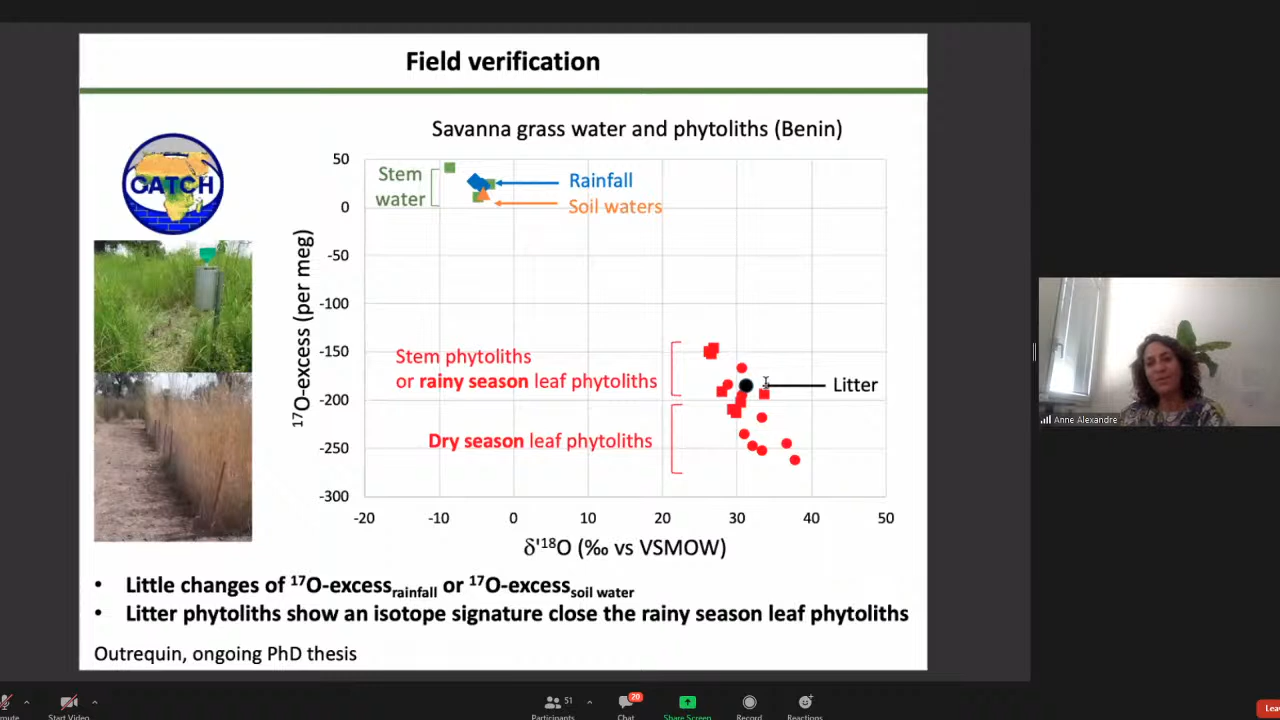 Field verification
Savanna grass water and phytoliths (Benin)
CATCH
50
0
-50
-100
-150
-200
-250
-300
-20
-10
0
10
20
30
40
50
¹⁷O-excess (per meg)
δ'¹⁸O (‰ vs VSMOW)
Stem
water
Rainfall
Soil waters
Stem phytoliths
or rainy season leaf phytoliths
Litter
Dry season leaf phytoliths
• Little changes of ¹⁷O-excess rainfall or ¹⁷O-excess soil water
• Litter phytoliths show an isotope signature close the rainy season leaf phytoliths
Outrequin, ongoing PhD thesis
Anne Alexandre
Start Video
51
Participants
20
Chat
Share Screen
Record
Reactions